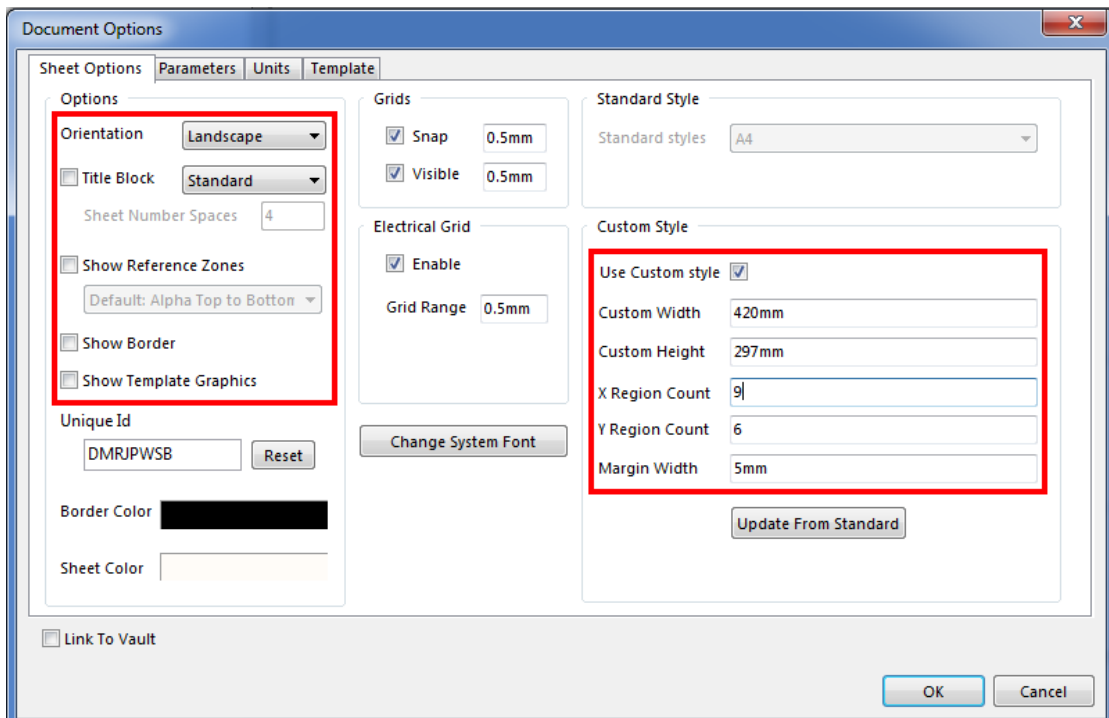 Document Options
Sheet Options Parameters Units Template
Options
Orientation Landscape
Title Block Standard
Sheet Number Spaces 4
Show Reference Zones
Default: Alpha Top to Botton
Show Border
Show Template Graphics
Unique Id
DMRJPWSB Reset
Border Color
Sheet Color
Grids
Snap 0.5mm
Visible 0.5mm
Electrical Grid
Enable
Grid Range 0.5mm
Change System Font
Standard Style
Standard styles A4
Custom Style
Use Custom style
Custom Width 420mm
Custom Height 297mm
X Region Count 9
Y Region Count 6
Margin Width 5mm
Update From Standard
Link To Vault
OK Cancel